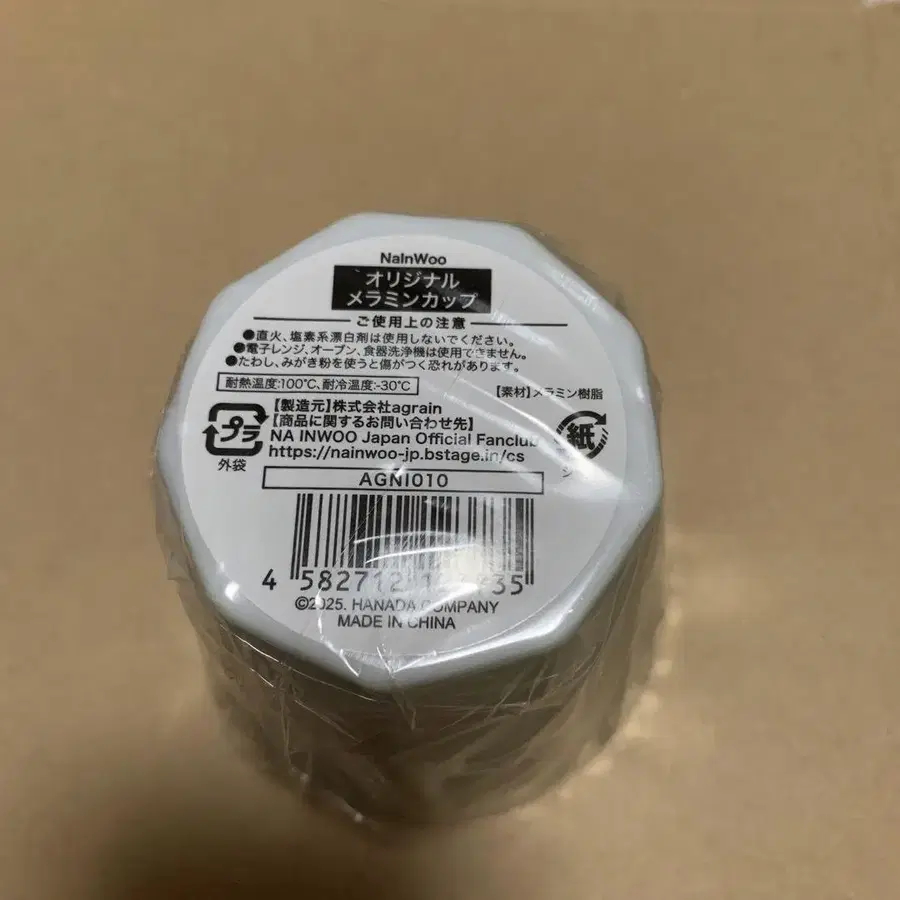 NaInWoo
オリジナル
メラミンカップ
ご使用上の注意
●直火、塩素系漂白剤は使用しないでください。
●電子レンジ、オーブン、食器洗浄機は使用できません。
●たわし、みがき粉を使うと傷がつく恐れがあります。
耐熱温度:100℃、耐冷温度:-30℃
【素材】メラミン樹脂
プラ
外袋
【製造元】株式会社agrain
【商品に関するお問い合わせ先】
NA INWOO Japan Official Fanclub
https://nainwoo-jp.bstage.in/cs
紙
AGNI010
4 582712
35
©2025. HANADA COMPANY
MADE IN CHINA